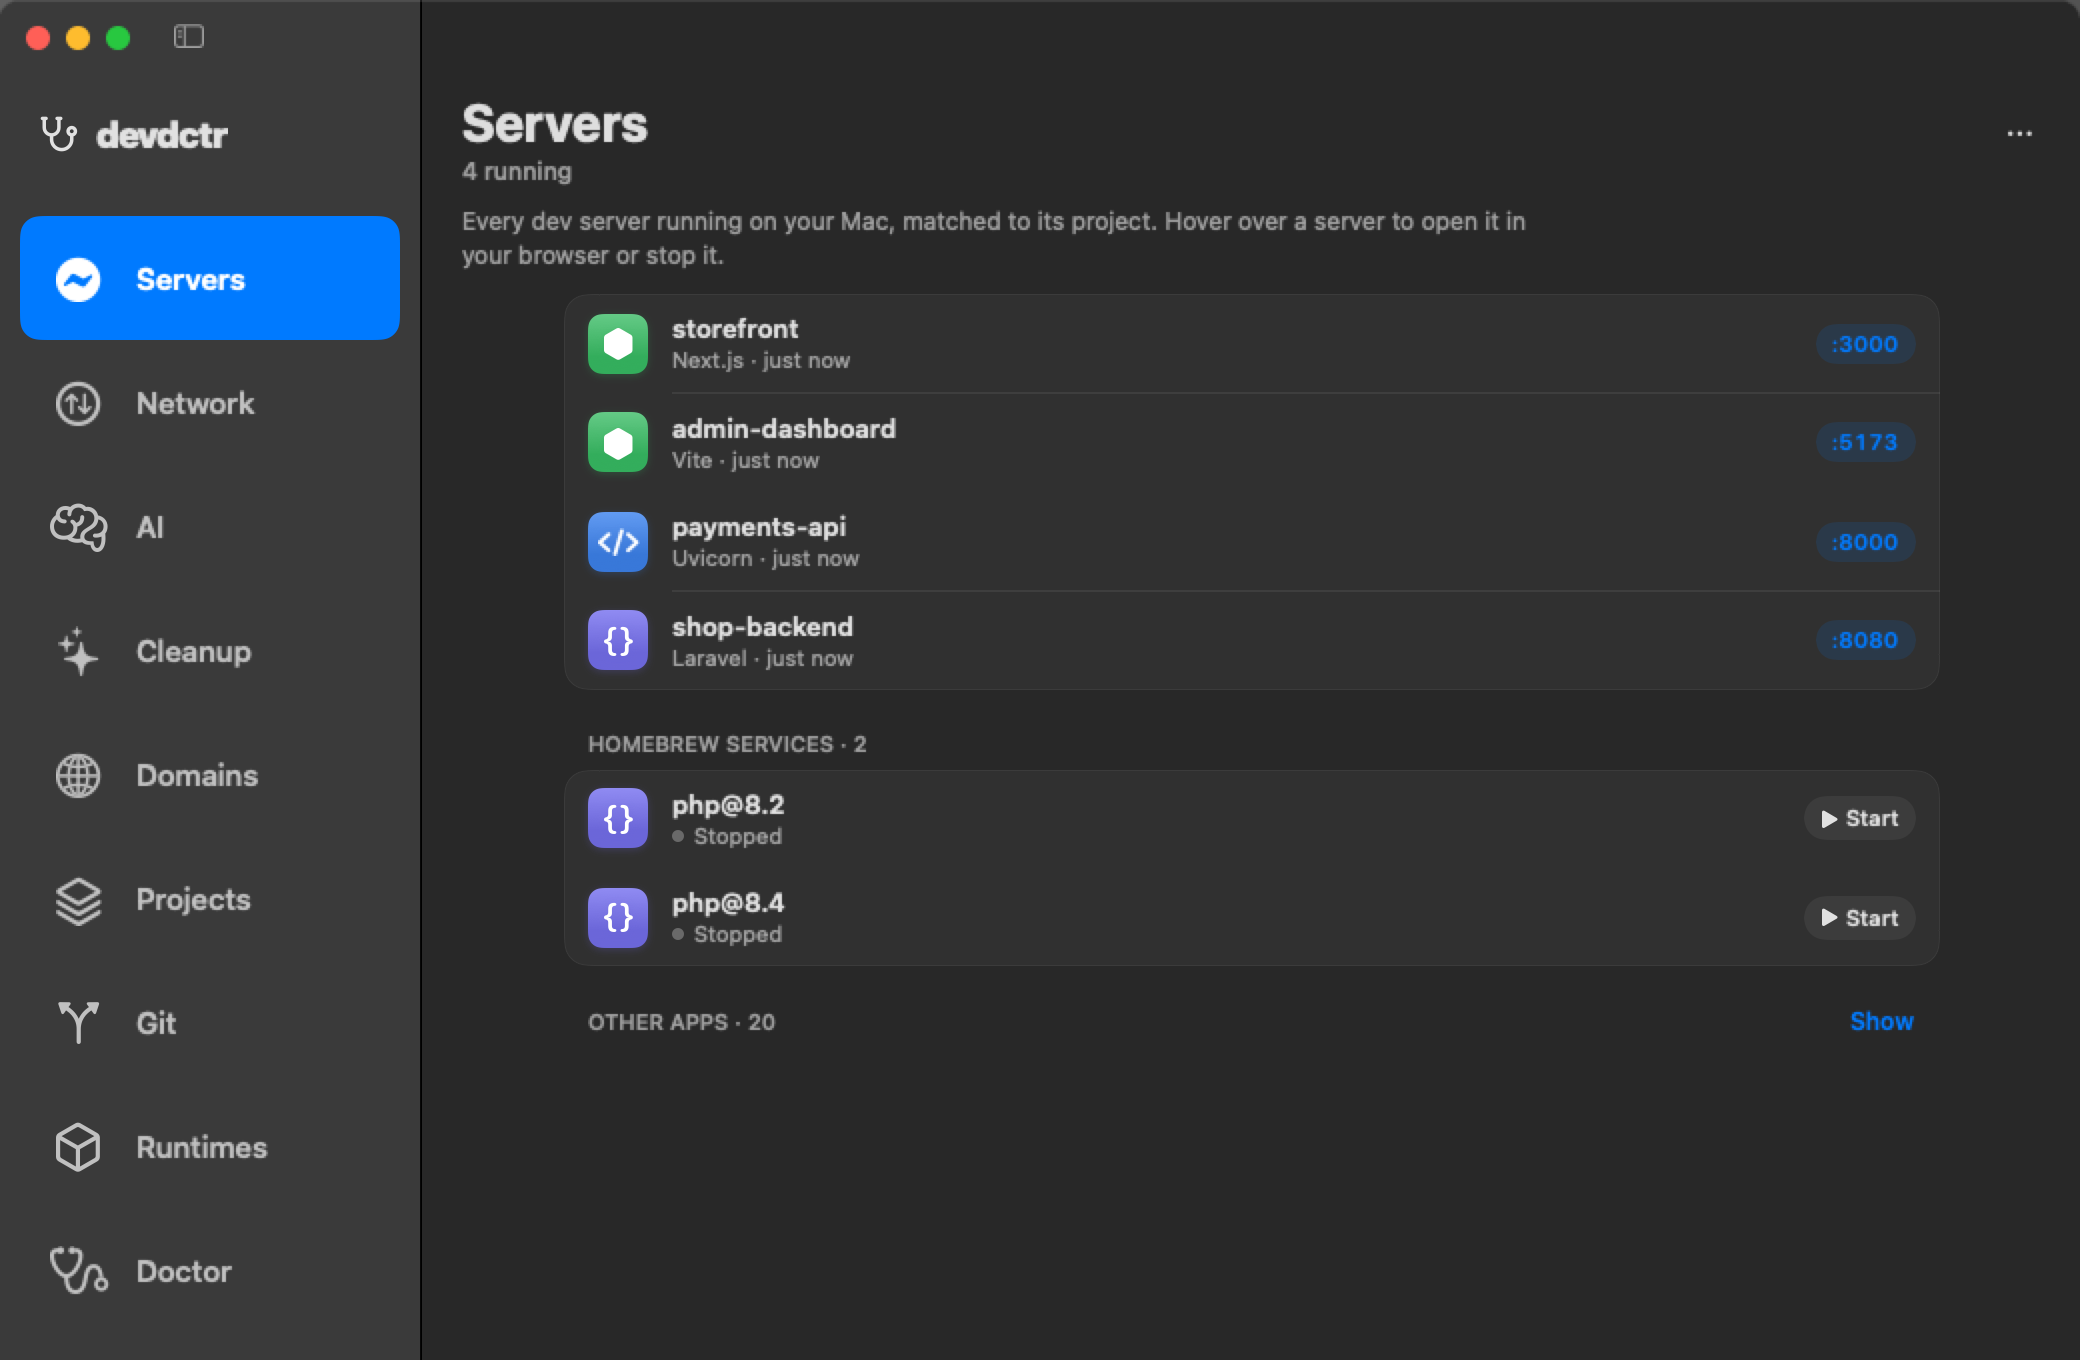 devdctr
Servers
Network
AI
Cleanup
Domains
Projects
Git
Runtimes
Doctor
Servers
4 running
Every dev server running on your Mac, matched to its project. Hover over a server to open it in
your browser or stop it.
storefront
Next.js · just now
:3000
admin-dashboard
Vite · just now
:5173
payments-api
Uvicorn · just now
:8000
shop-backend
Laravel · just now
:8080
HOMEBREW SERVICES · 2
php@8.2
Stopped
Start
php@8.4
Stopped
Start
OTHER APPS · 20
Show